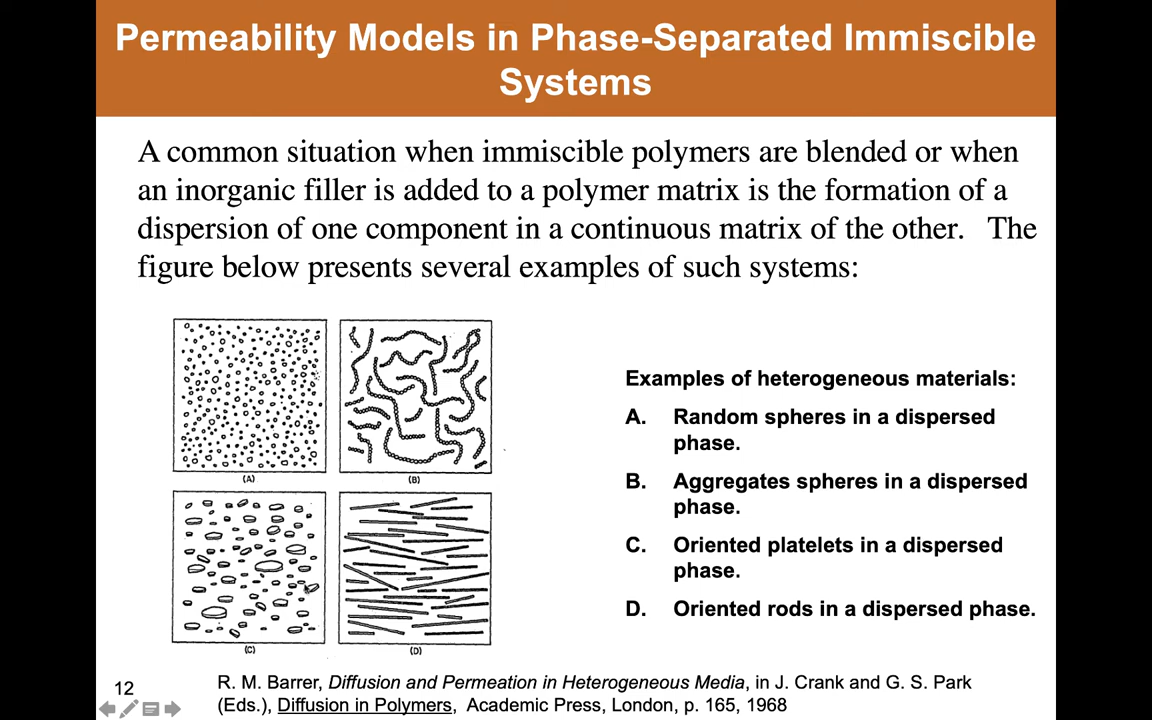 Permeability Models in Phase-Separated Immiscible
Systems
A common situation when immiscible polymers are blended or when
an inorganic filler is added to a polymer matrix is the formation of a
dispersion of one component in a continuous matrix of the other. The
figure below presents several examples of such systems:
(A)
(B)
(C)
(D)
Examples of heterogeneous materials:
A. Random spheres in a dispersed
phase.
B. Aggregates spheres in a dispersed
phase.
C. Oriented platelets in a dispersed
phase.
D. Oriented rods in a dispersed phase.
12
R. M. Barrer, Diffusion and Permeation in Heterogeneous Media, in J. Crank and G. S. Park
(Eds.), Diffusion in Polymers, Academic Press, London, p. 165, 1968